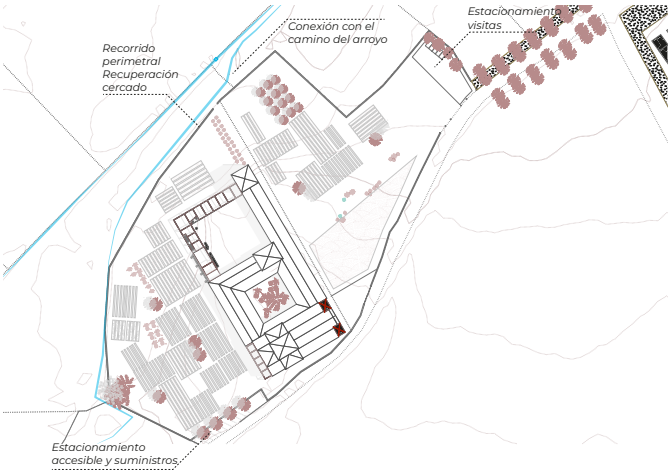 Estacionamiento
visitas
Conexión con el
camino del arroyo
Recorrido
perimetral
Recuperación
cercado
Estacionamiento
accesible y suministros